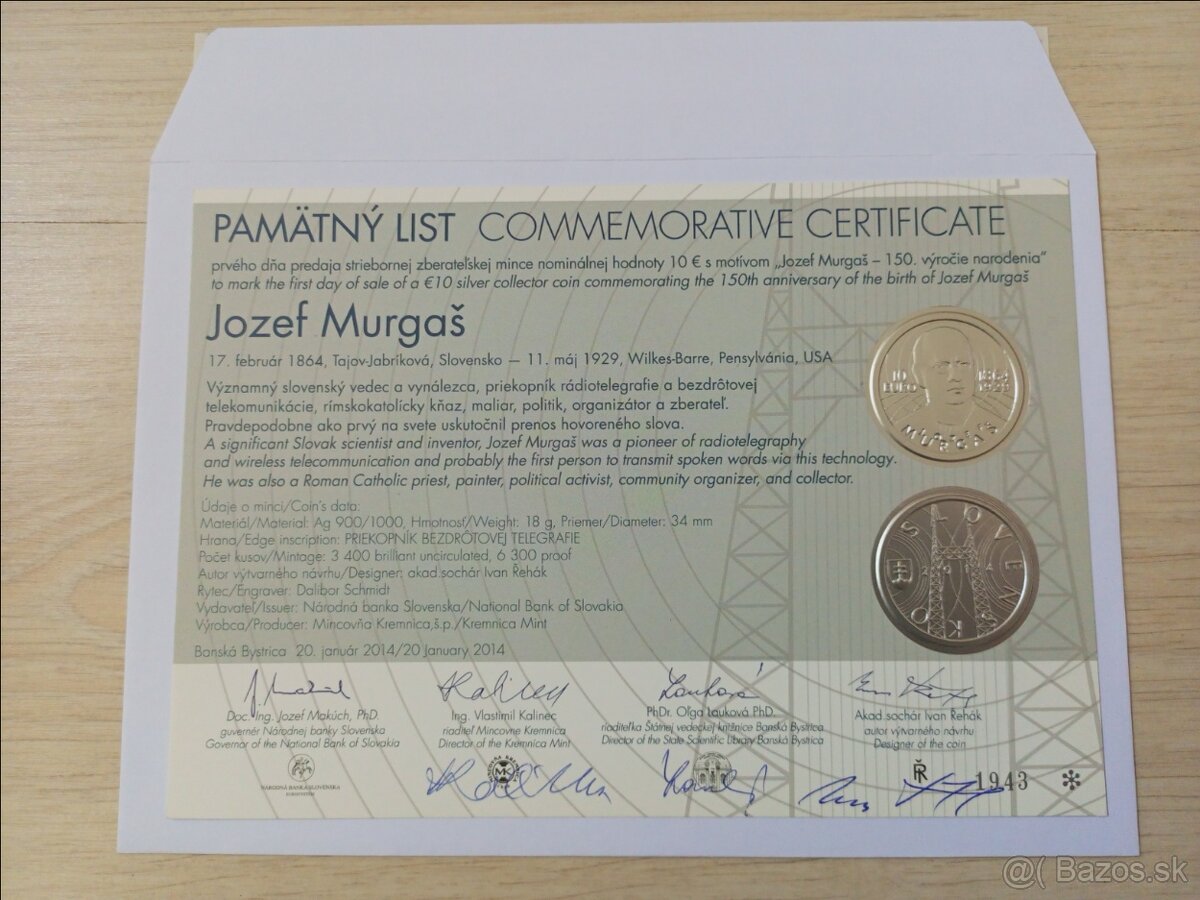 PAMÄTNÝ LIST COMMEMORATIVE CERTIFICATE
prvého dňa predaja striebornej zberateľskej mince nominálnej hodnoty 10 € s motívom „Jozef Murgaš – 150. výročie narodenia“
to mark the first day of sale of a €10 silver collector coin commemorating the 150th anniversary of the birth of Jozef Murgaš
Jozef Murgaš
17. február 1864, Tajov-Jabríková, Slovensko – 11. máj 1929, Wilkes-Barre, Pensylvánia, USA
Významný slovenský vedec a vynálezca, priekopník rádiotelegrafie a bezdrôtovej
telekomunikácie, rímskokatolícky kňaz, maliar, politik, organizátor a zberateľ.
Pravdepodobne ako prvý na svete uskutočnil prenos hovoreného slova.
A significant Slovak scientist and inventor, Jozef Murgaš was a pioneer of radiotelegraphy
and wireless telecommunication and probably the first person to transmit spoken words via this technology.
He was also a Roman Catholic priest, painter, political activist, community organizer, and collector.
10 EURO
1864 1929
MURGAŠ
Údaje o minci/Coin's data:
Materiál/Material: Ag 900/1000, Hmotnosť/Weight: 18 g, Priemer/Diameter: 34 mm
Hrana/Edge inscription: PRIEKOPNÍK BEZDRÔTOVEJ TELEGRAFIE
Počet kusov/Mintage: 3 400 brilliant uncirculated, 6 300 proof
Autor výtvarného návrhu/Designer: akad.sochár Ivan Řehák
Rytec/Engraver: Dalibor Schmidt
Vydavateľ/Issuer: Národná banka Slovenska/National Bank of Slovakia
Výrobca/Producer: Mincovňa Kremnica,š.p./Kremnica Mint
SLOVENSKO
Banská Bystrica 20. január 2014/20 January 2014
Doc. Ing. Jozef Makúch, PhD.
guvernér Národnej banky Slovenska
Governor of the National Bank of Slovakia
NÁRODNÁ BANKA SLOVENSKA
EUROSYSTÉM
Ing. Vlastimil Kalinec
riaditeľ Mincovne Kremnica
Director of the Kremnica Mint
MK
PhDr. Oľga Lauková PhD.
riaditeľka Štátnej vedeckej knižnice Banská Bystrica
Director of the State Scientific Library Banská Bystrica
Akad.sochár Ivan Řehák
autor výtvarného návrhu
Designer of the coin
ŘR
1943
@( Bazos.sk